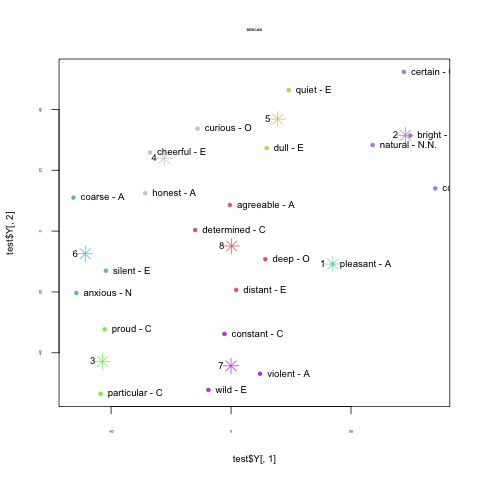 DBSCAN
certain -
quiet - E
5
curious - O
2 bright -
natural - N.N.
dull - E
cheerful - E
4
honest - A
coarse - A
agreeable - A
determined - C
8
6
deep - O
1 pleasant - A
silent - E
anxious - N
distant - E
proud - C
constant - C
3
7
violent - A
wild - E
particular - C
test$Y[, 2]
test$Y[, 1]